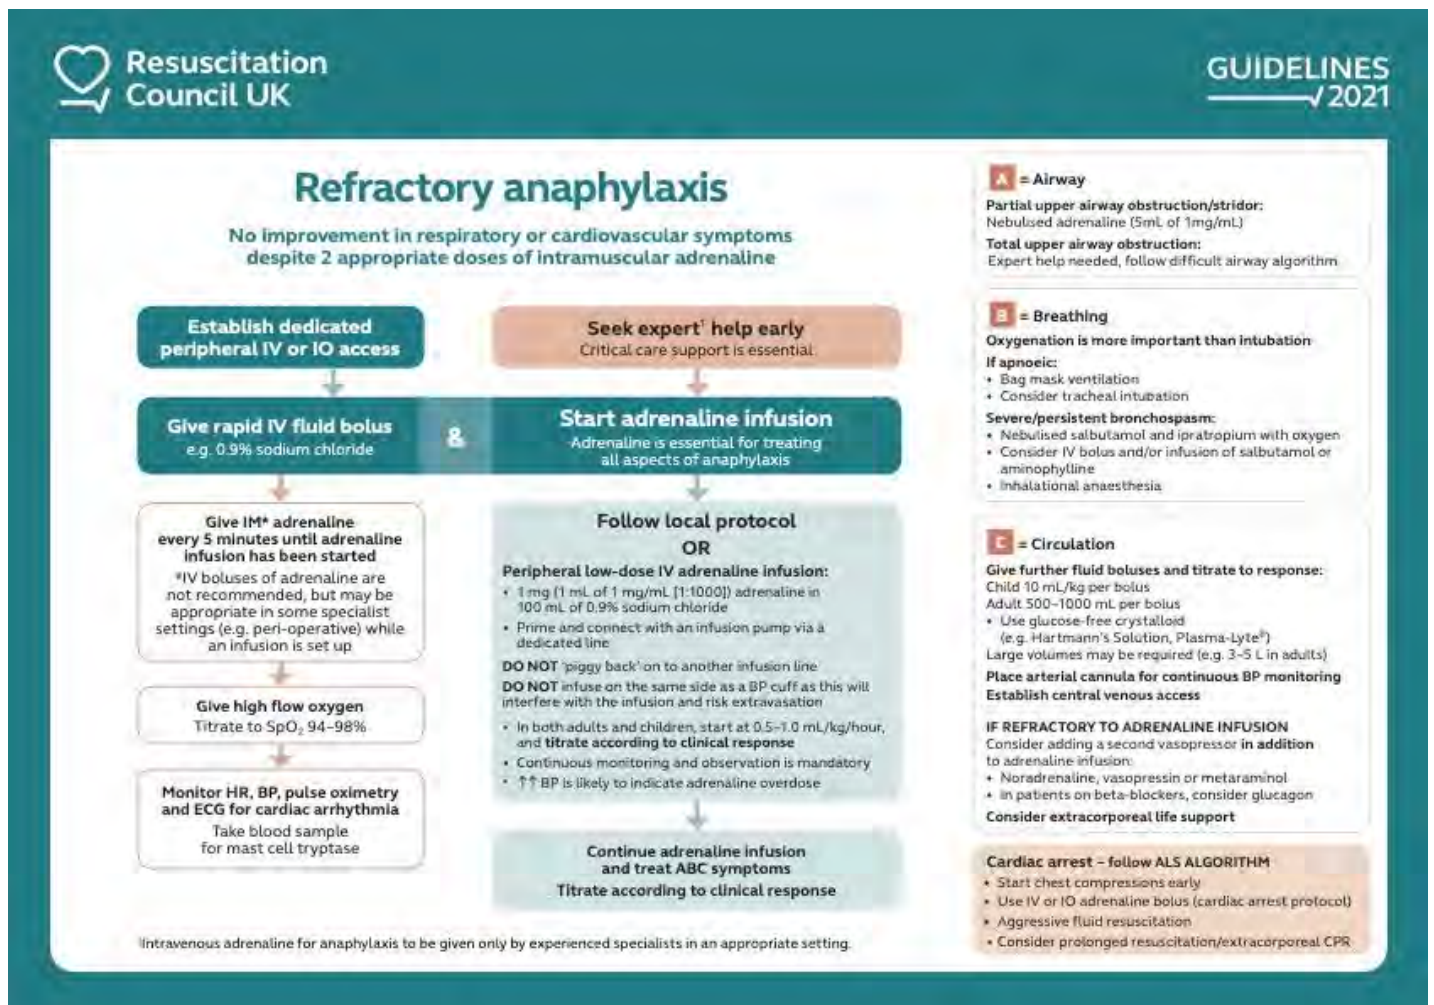 Resuscitation
Council UK
GUIDELINES
2021
Refractory anaphylaxis
No improvement in respiratory or cardiovascular symptoms
despite 2 appropriate doses of intramuscular adrenaline
Establish dedicated
peripheral IV or IO access
Seek expert¹ help early
Critical care support is essential
Give rapid IV fluid bolus
e.g. 0.9% sodium chloride
&
Start adrenaline infusion
Adrenaline is essential for treating
all aspects of anaphylaxis
Give IM* adrenaline
every 5 minutes until adrenaline
infusion has been started
*IV boluses of adrenaline are
not recommended, but may be
appropriate in some specialist
settings (e.g. peri-operative) while
an infusion is set up
Give high flow oxygen
Titrate to SpO₂ 94–98%
Monitor HR, BP, pulse oximetry
and ECG for cardiac arrhythmia
Take blood sample
for mast cell tryptase
Follow local protocol
OR
Peripheral low-dose IV adrenaline infusion:
• 1 mg (1 mL of 1 mg/mL [1:1000]) adrenaline in
100 mL of 0.9% sodium chloride
• Prime and connect with an infusion pump via a
dedicated line
DO NOT 'piggy back' on to another infusion line
DO NOT infuse on the same side as a BP cuff as this will
interfere with the infusion and risk extravasation
• In both adults and children, start at 0.5–1.0 mL/kg/hour,
and titrate according to clinical response
• Continuous monitoring and observation is mandatory
• ↑↑ BP is likely to indicate adrenaline overdose
Continue adrenaline infusion
and treat ABC symptoms
Titrate according to clinical response
¹Intravenous adrenaline for anaphylaxis to be given only by experienced specialists in an appropriate setting.
A = Airway
Partial upper airway obstruction/stridor:
Nebulised adrenaline (5mL of 1mg/mL)
Total upper airway obstruction:
Expert help needed, follow difficult airway algorithm
B = Breathing
Oxygenation is more important than intubation
If apnoeic:
• Bag mask ventilation
• Consider tracheal intubation
Severe/persistent bronchospasm:
• Nebulised salbutamol and ipratropium with oxygen
• Consider IV bolus and/or infusion of salbutamol or
aminophylline
• Inhalational anaesthesia
C = Circulation
Give further fluid boluses and titrate to response:
Child 10 mL/kg per bolus
Adult 500–1000 mL per bolus
• Use glucose-free crystalloid
(e.g. Hartmann's Solution, Plasma-Lyte®)
Large volumes may be required (e.g. 3–5 L in adults)
Place arterial cannula for continuous BP monitoring
Establish central venous access
IF REFRACTORY TO ADRENALINE INFUSION
Consider adding a second vasopressor in addition
to adrenaline infusion:
• Noradrenaline, vasopressin or metaraminol
• In patients on beta-blockers, consider glucagon
Consider extracorporeal life support
Cardiac arrest – follow ALS ALGORITHM
• Start chest compressions early
• Use IV or IO adrenaline bolus (cardiac arrest protocol)
• Aggressive fluid resuscitation
• Consider prolonged resuscitation/extracorporeal CPR